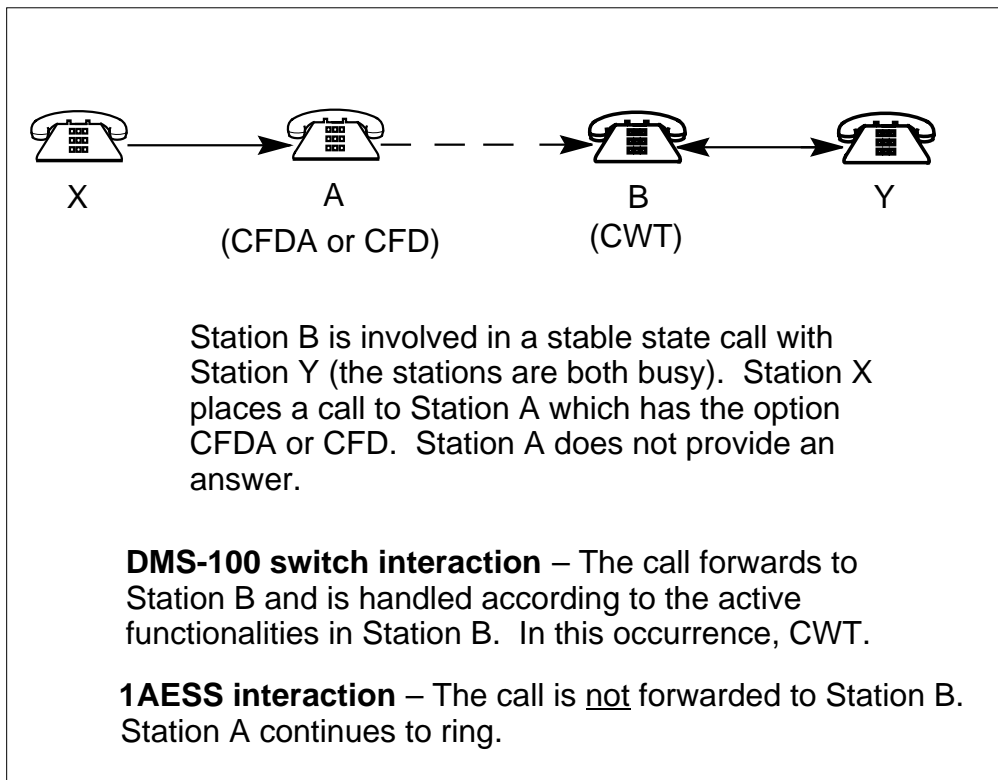 X A B Y
(CFDA or CFD) (CWT)
Station B is involved in a stable state call with
Station Y (the stations are both busy).  Station X
places a call to Station A which has the option
CFDA or CFD.  Station A does not provide an
answer.
DMS-100 switch interaction – The call forwards to
Station B and is handled according to the active
functionalities in Station B.  In this occurrence, CWT.
1AESS interaction – The call is not forwarded to Station B.
Station A continues to ring.